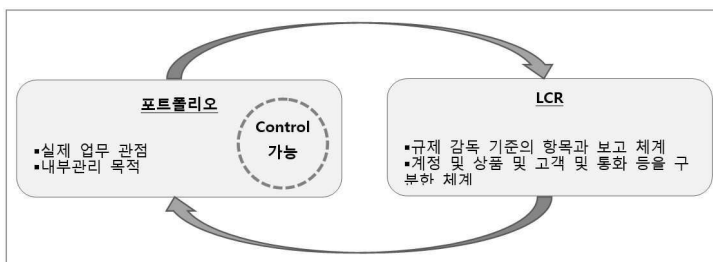 포트폴리오
▪실제 업무 관점
▪내부관리 목적
Control
가능
LCR
▪규제 감독 기준의 항목과 보고 체계
▪계정 및 상품 및 고객 및 통화 등을 구
분한 체계